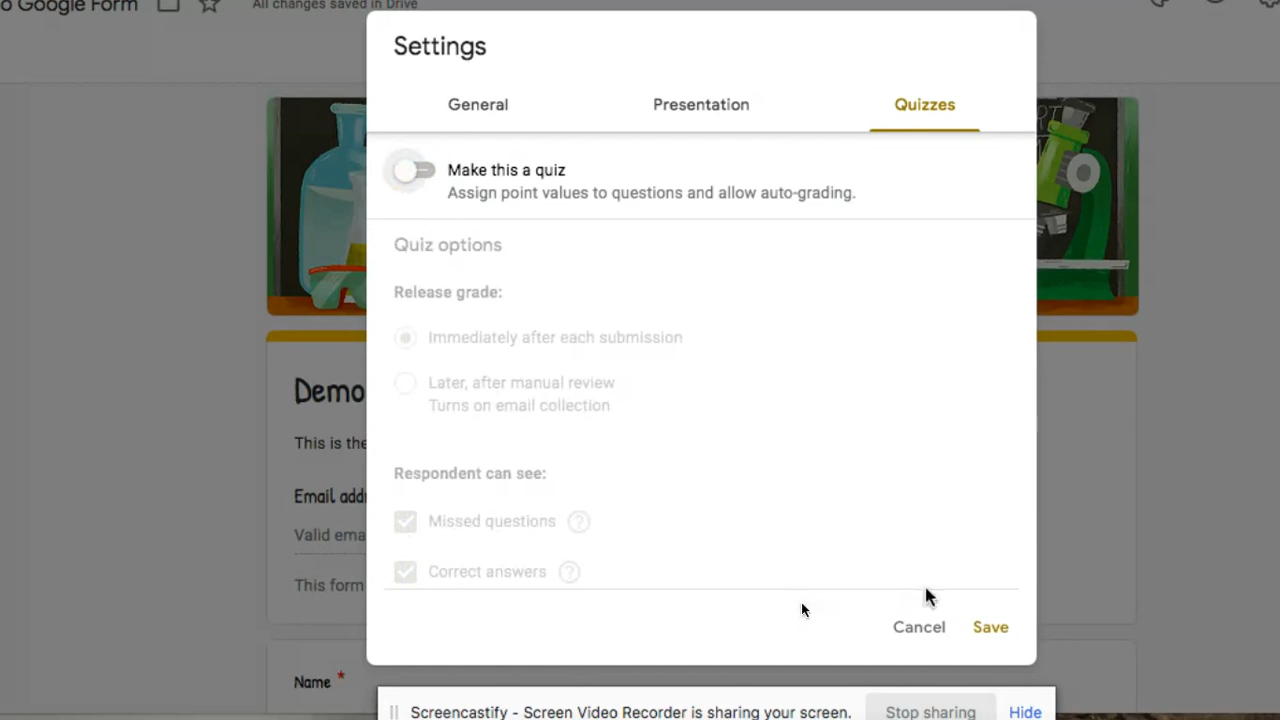 o Google Form
All changes saved in Drive
Settings
General
Presentation
Quizzes
Make this a quiz
Assign point values to questions and allow auto-grading.
Quiz options
Release grade:
Immediately after each submission
Later, after manual review
Turns on email collection
Respondent can see:
Missed questions ?
Correct answers ?
Cancel
Save
Demo
This is the
Email add
Valid ema
This form
Name *
Screencastify - Screen Video Recorder is sharing your screen.
Stop sharing
Hide